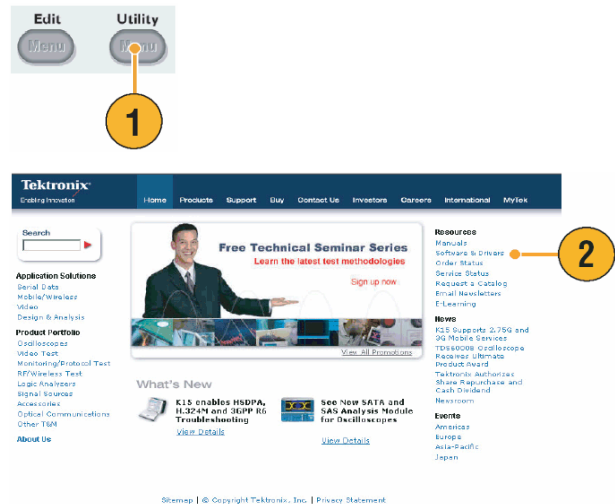 Edit Utility
Menu Menu
1
Tektronix
Enabling Innovation
Home Products Support Buy Contact Us Investors Careers International MyTek
Search
Application Solutions
Serial Data
Mobile/Wireless
Video
Design & Analysis
Product Portfolio
Oscilloscopes
Video Test
Monitoring/Protocol Test
RF/Wireless Test
Logic Analyzers
Signal Sources
Accessories
Optical Communications
Other T&M
About Us
Free Technical Seminar Series
Learn the latest test methodologies
Sign up now
View All Promotions
What's New
K15 enables HSDPA,
H.324M and 3GPP R6
Troubleshooting
View Details
See New SATA and
SAS Analysis Module
for Oscilloscopes
View Details
Resources
Manuals
Software & Drivers
2
Order Status
Service Status
Request a Catalog
Email Newsletters
E-Learning
News
K15 Supports 2.75G and
3G Mobile Services
TDS6000B Oscilloscope
Receives Ultimate
Product Award
Tektronix Authorizes
Share Repurchase and
Cash Dividend
Newsroom
Events
Americas
Europe
Asia-Pacific
Japan
Sitemap | © Copyright Tektronix, Inc. | Privacy Statement